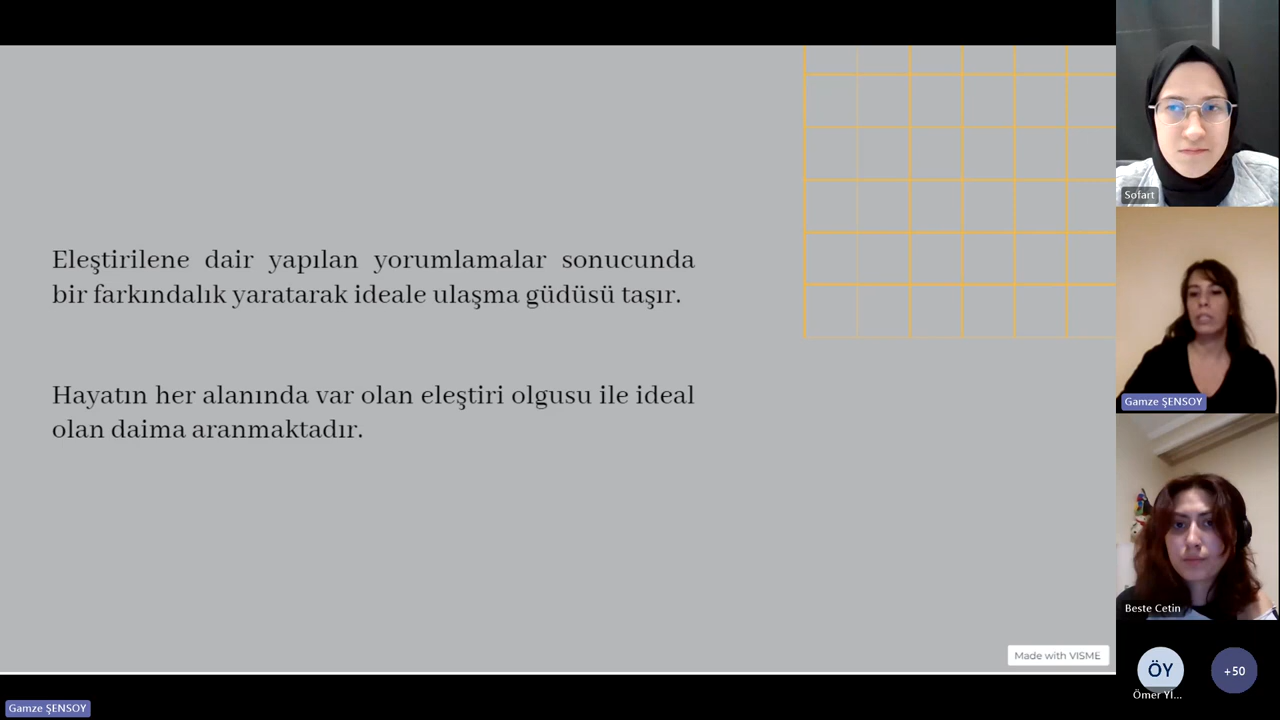 Eleştirilene dair yapılan yorumlamalar sonucunda
bir farkındalık yaratarak ideale ulaşma güdüsü taşır.
Hayatın her alanında var olan eleştiri olgusu ile ideal
olan daima aranmaktadır.
Made with VISME
Gamze ŞENSOY
Sofart
Gamze ŞENSOY
Beste Cetin
ÖY
Ömer Yİ...
+50